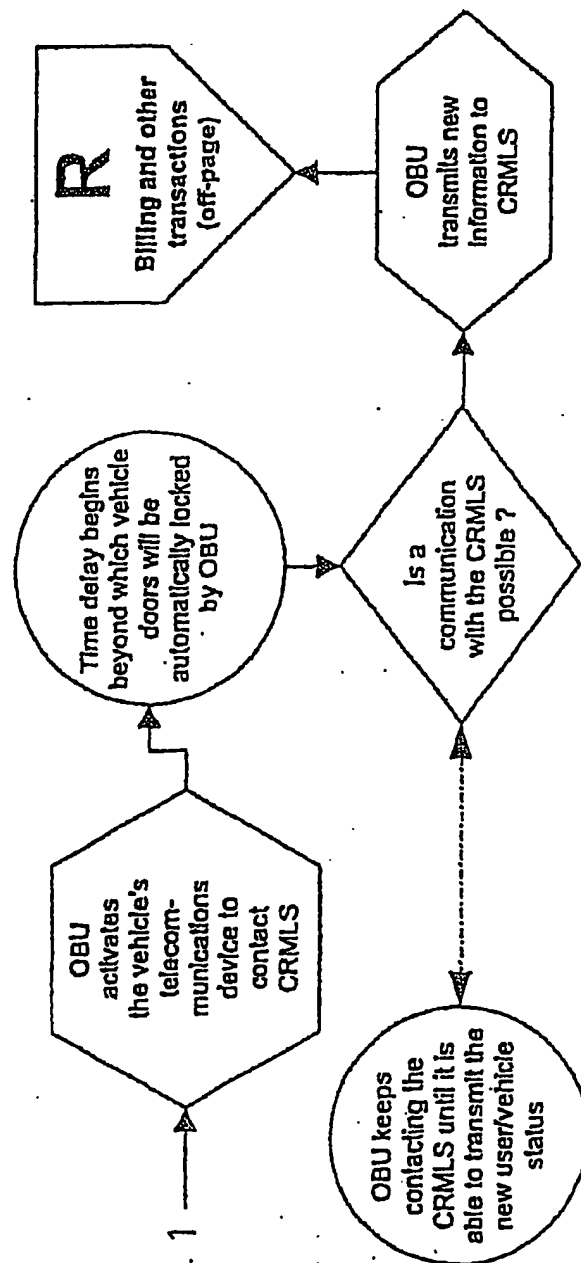 1
OBU
activates
the vehicle's
telecom-
munications
device to
contact
CRMLS
Time delay begins
beyond which vehicle
doors will be
automatically locked
by OBU
Is a
communication
with the CRMLS
possible ?
OBU keeps
contacting the
CRMLS until it is
able to transmit the
new user/vehicle
status
OBU
transmits new
information to
CRMLS
R
Billing and other
transactions
(off-page)